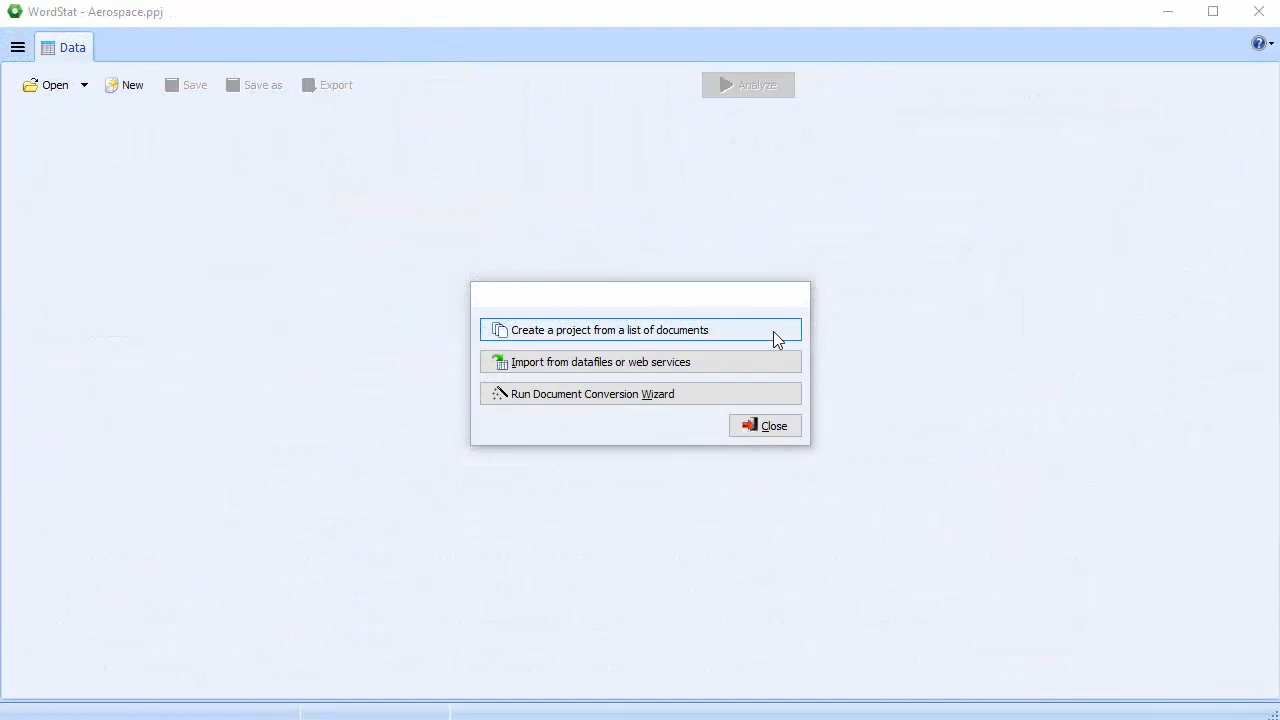 WordStat - Aerospace.ppj
Data
Open New Save Save as Export Analyze
Create a project from a list of documents
Import from datafiles or web services
Run Document Conversion Wizard
Close